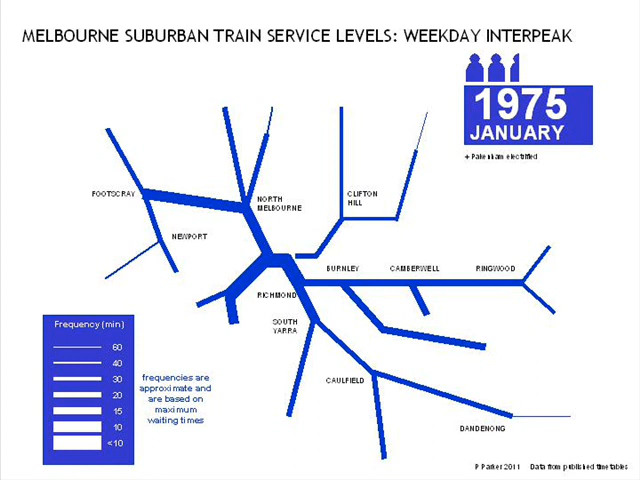 MELBOURNE SUBURBAN TRAIN SERVICE LEVELS: WEEKDAY INTERPEAK
1975
JANUARY
+ Pakenham electrified
FOOTSCRAY
NORTH
MELBOURNE
CLIFTON
HILL
NEWPORT
BURNLEY
CAMBERWELL
RINGWOOD
RICHMOND
SOUTH
YARRA
CAULFIELD
DANDENONG
Frequency (min)
60
40
30
20
15
10
<10
frequencies are
approximate and
are based on
maximum
waiting times
P Parker 2011 Data from published timetables